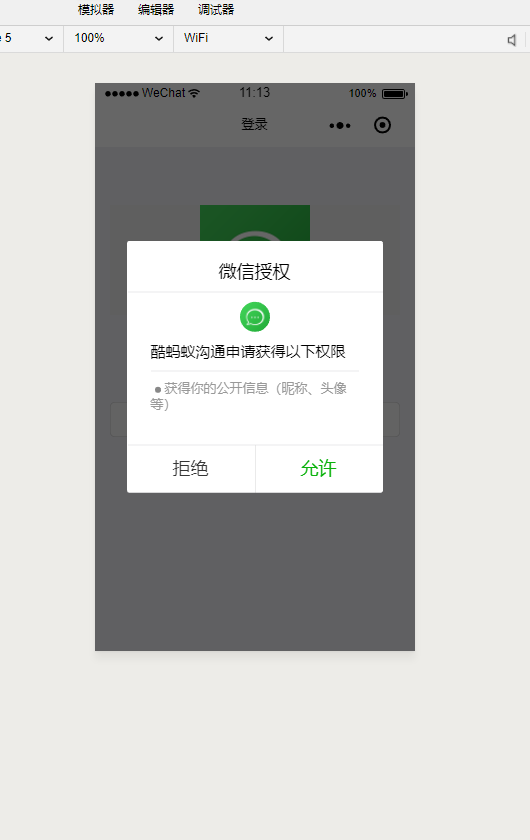 模拟器 编辑器 调试器
5 100% WiFi
WeChat 11:13 100%
登录
微信授权
酷蚂蚁沟通申请获得以下权限
获得你的公开信息（昵称、头像
等）
拒绝 允许